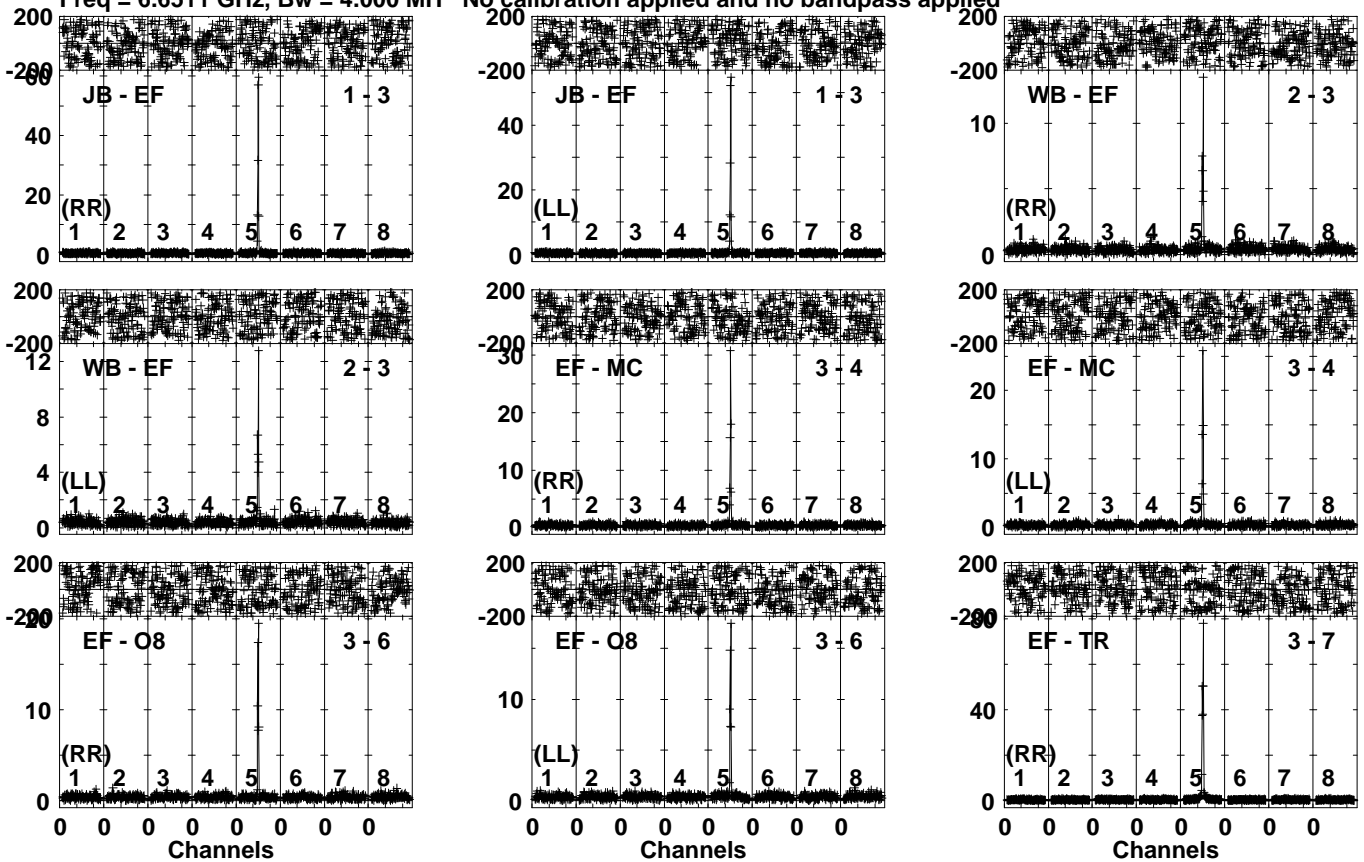 Freq = 6.6511 GHz, Bw = 4.000 MH No calibration applied and no bandpass applied
200
-200
60
JB - EF 1 - 3
40
20
(RR)
1 2 3 4 5 6 7 8
0
200
-200
JB - EF 1 - 3
40
20
(LL)
1 2 3 4 5 6 7 8
0
200
-200
WB - EF 2 - 3
10
(RR)
1 2 3 4 5 6 7 8
0
200
-200
12
WB - EF 2 - 3
8
4
(LL)
1 2 3 4 5 6 7 8
0
200
-200
30
EF - MC 3 - 4
20
10
(RR)
1 2 3 4 5 6 7 8
0
200
-200
EF - MC 3 - 4
20
10
(LL)
1 2 3 4 5 6 7 8
0
200
-200
20
EF - O8 3 - 6
10
(RR)
1 2 3 4 5 6 7 8
0
0 0 0 0 0 0 0 0
Channels
200
-200
EF - O8 3 - 6
10
(LL)
1 2 3 4 5 6 7 8
0
0 0 0 0 0 0 0 0
Channels
200
-200
80
EF - TR 3 - 7
40
(RR)
1 2 3 4 5 6 7 8
0
0 0 0 0 0 0 0 0
Channels